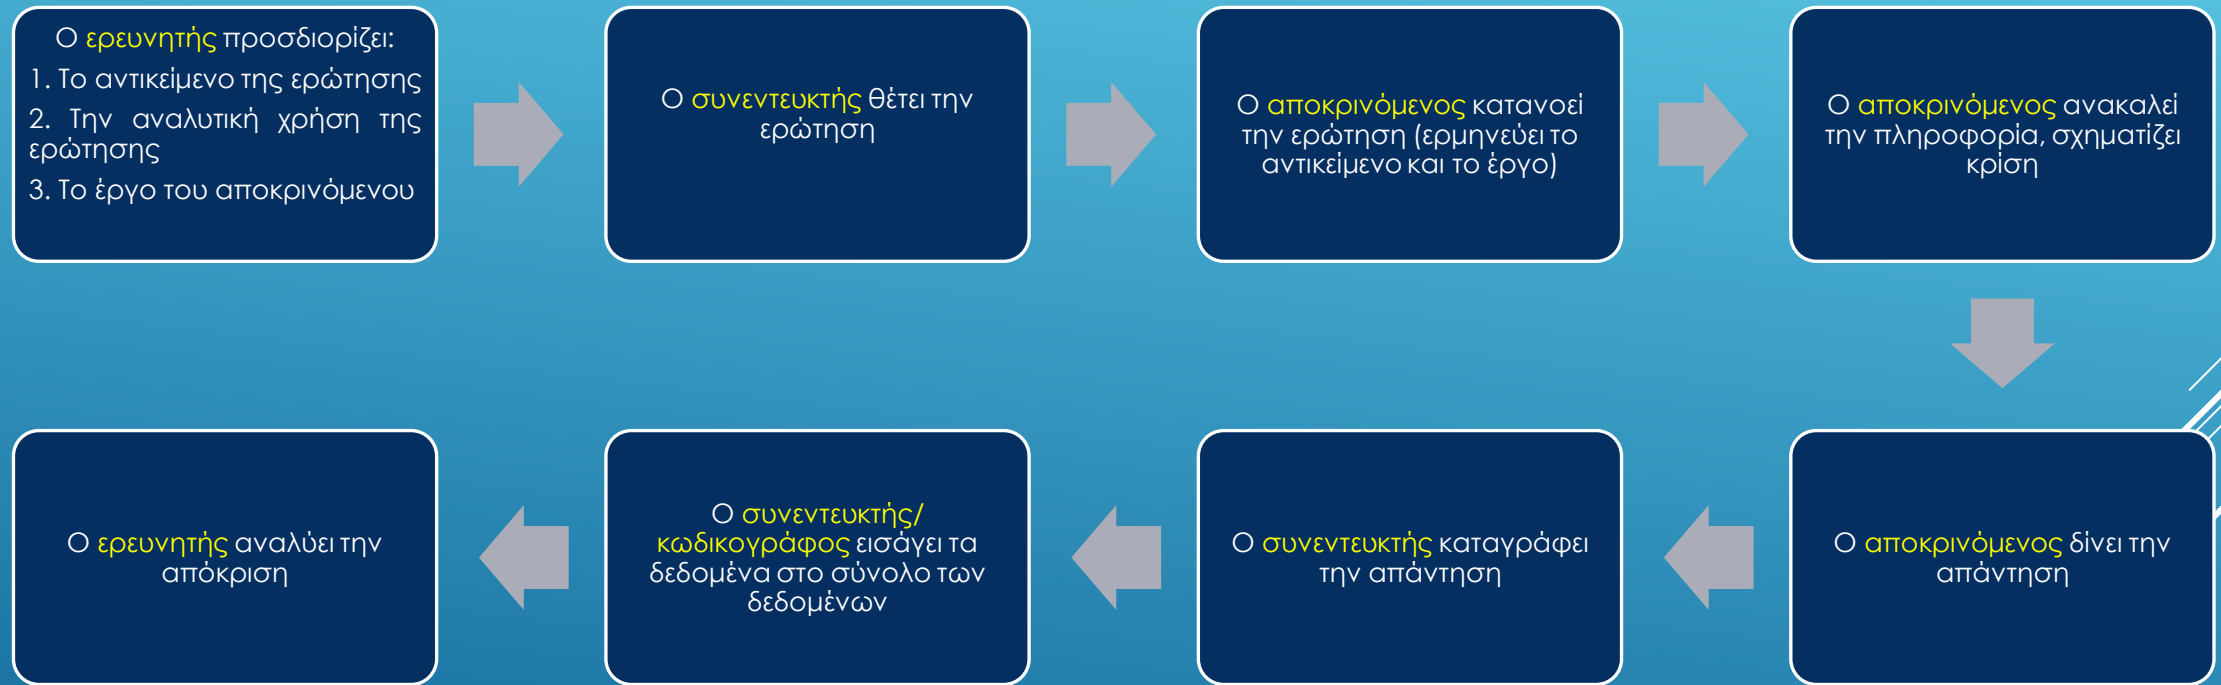 Ο ερευνητής προσδιορίζει:
1. Το αντικείμενο της ερώτησης
2. Την αναλυτική χρήση της
ερώτησης
3. Το έργο του αποκρινόμενου
Ο συνεντευκτής θέτει την
ερώτηση
Ο αποκρινόμενος κατανοεί
την ερώτηση (ερμηνεύει το
αντικείμενο και το έργο)
Ο αποκρινόμενος ανακαλεί
την πληροφορία, σχηματίζει
κρίση
Ο αποκρινόμενος δίνει την
απάντηση
Ο συνεντευκτής καταγράφει
την απάντηση
Ο συνεντευκτής/
κωδικογράφος εισάγει τα
δεδομένα στο σύνολο των
δεδομένων
Ο ερευνητής αναλύει την
απόκριση